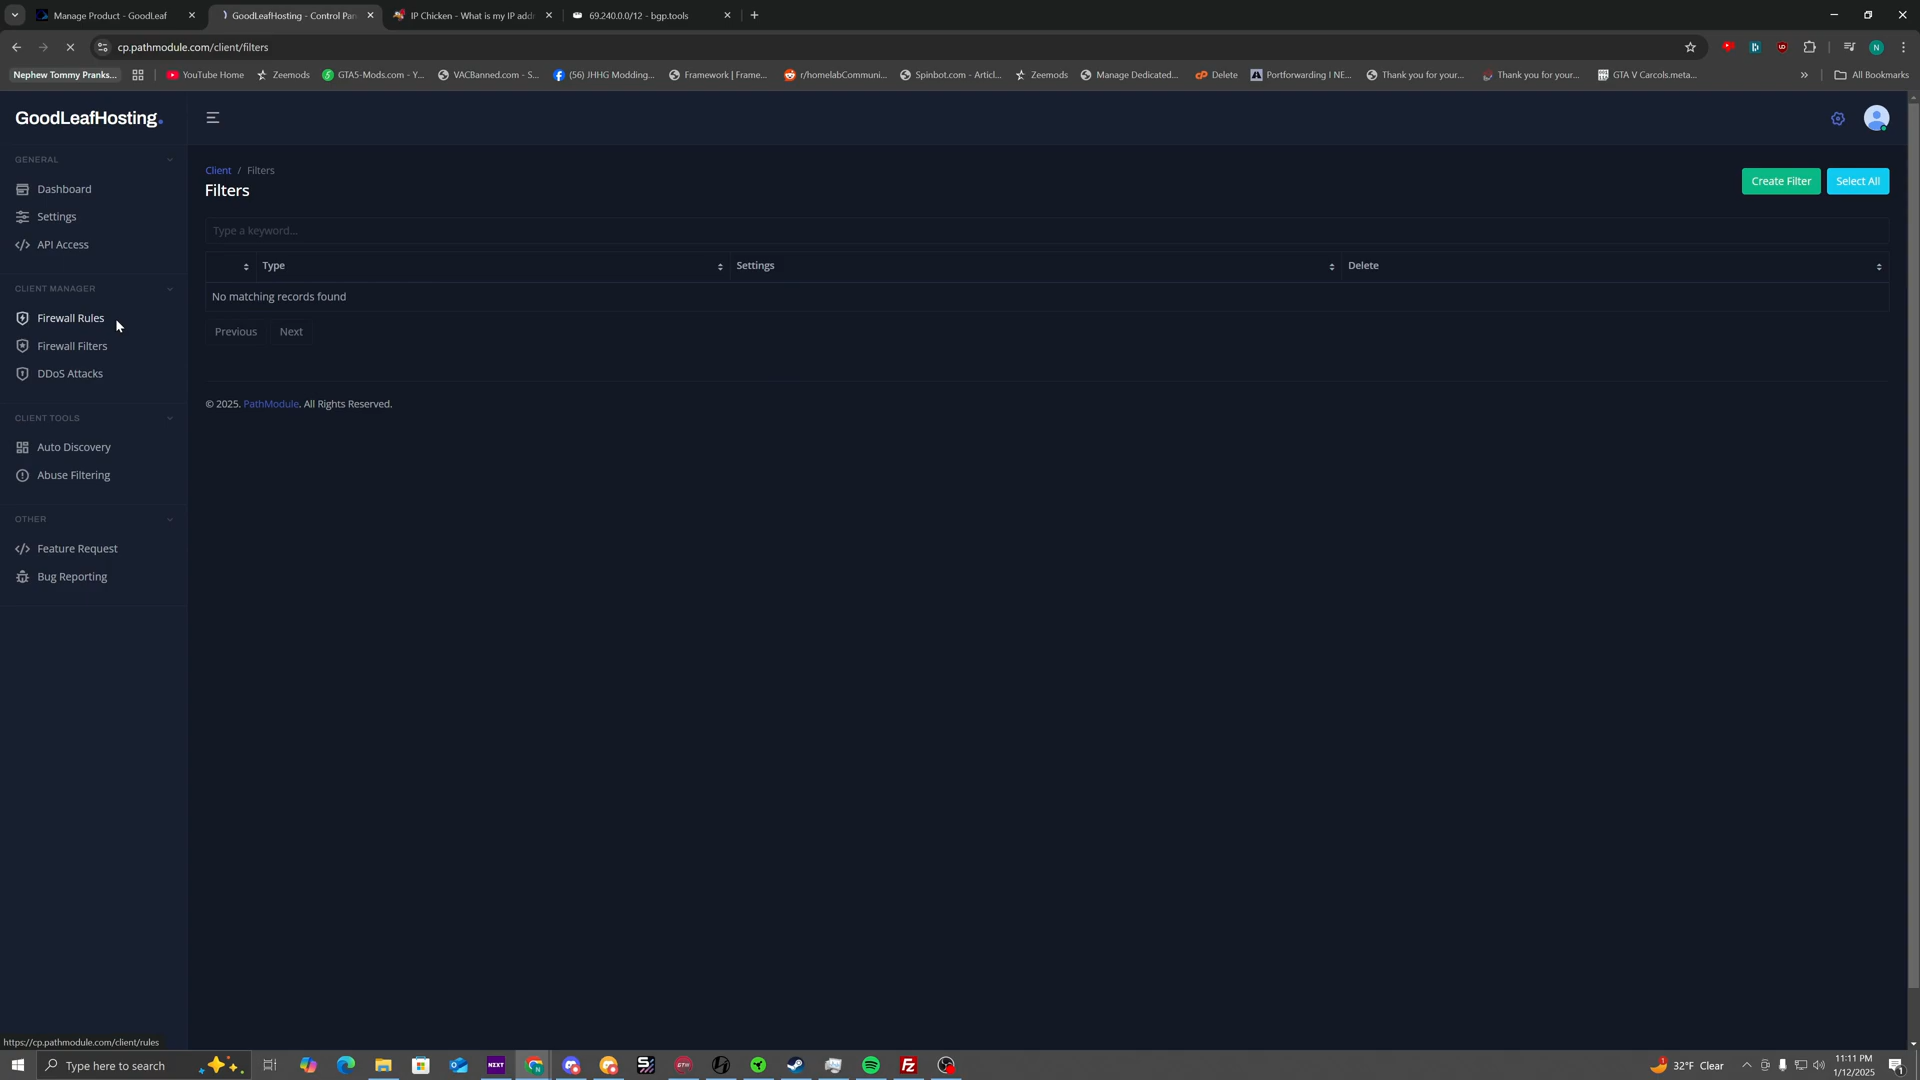 Manage Product - GoodLeaf
GoodLeafHosting - Control Pan
IP Chicken - What is my IP addr
69.240.0.0/12 - bgp.tools
cp.pathmodule.com/client/filters
Nephew Tommy Pranks...
YouTube Home
Zeemods
GTA5-Mods.com - Y...
VACBanned.com - S...
(56) JHHG Modding...
Framework | Frame...
r/homelabCommuni...
Spinbot.com - Articl...
Zeemods
Manage Dedicated...
Delete
Portforwarding I NE...
Thank you for your...
Thank you for your...
GTA V Carcols.meta...
All Bookmarks
GoodLeafHosting.
GENERAL
Dashboard
Settings
API Access
CLIENT MANAGER
Firewall Rules
Firewall Filters
DDoS Attacks
CLIENT TOOLS
Auto Discovery
Abuse Filtering
OTHER
Feature Request
Bug Reporting
Client / Filters
Filters
Create Filter
Select All
Type a keyword...
Type
Settings
Delete
No matching records found
Previous
Next
© 2025. PathModule. All Rights Reserved.
https://cp.pathmodule.com/client/rules
Type here to search
NZXT
32°F Clear
11:11 PM
1/12/2025